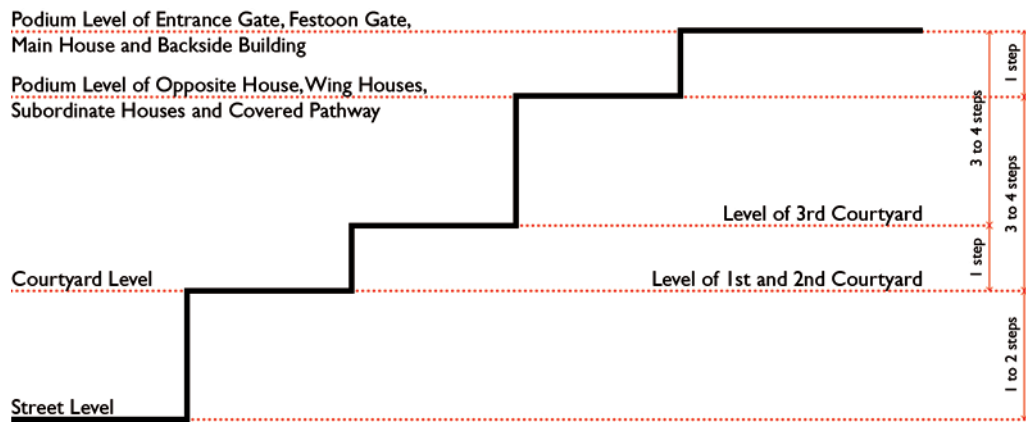 Podium Level of Entrance Gate, Festoon Gate,
Main House and Backside Building
1 step
Podium Level of Opposite House, Wing Houses,
Subordinate Houses and Covered Pathway
3 to 4 steps
3 to 4 steps
Level of 3rd Courtyard
1 step
Courtyard Level
Level of 1st and 2nd Courtyard
1 to 2 steps
Street Level